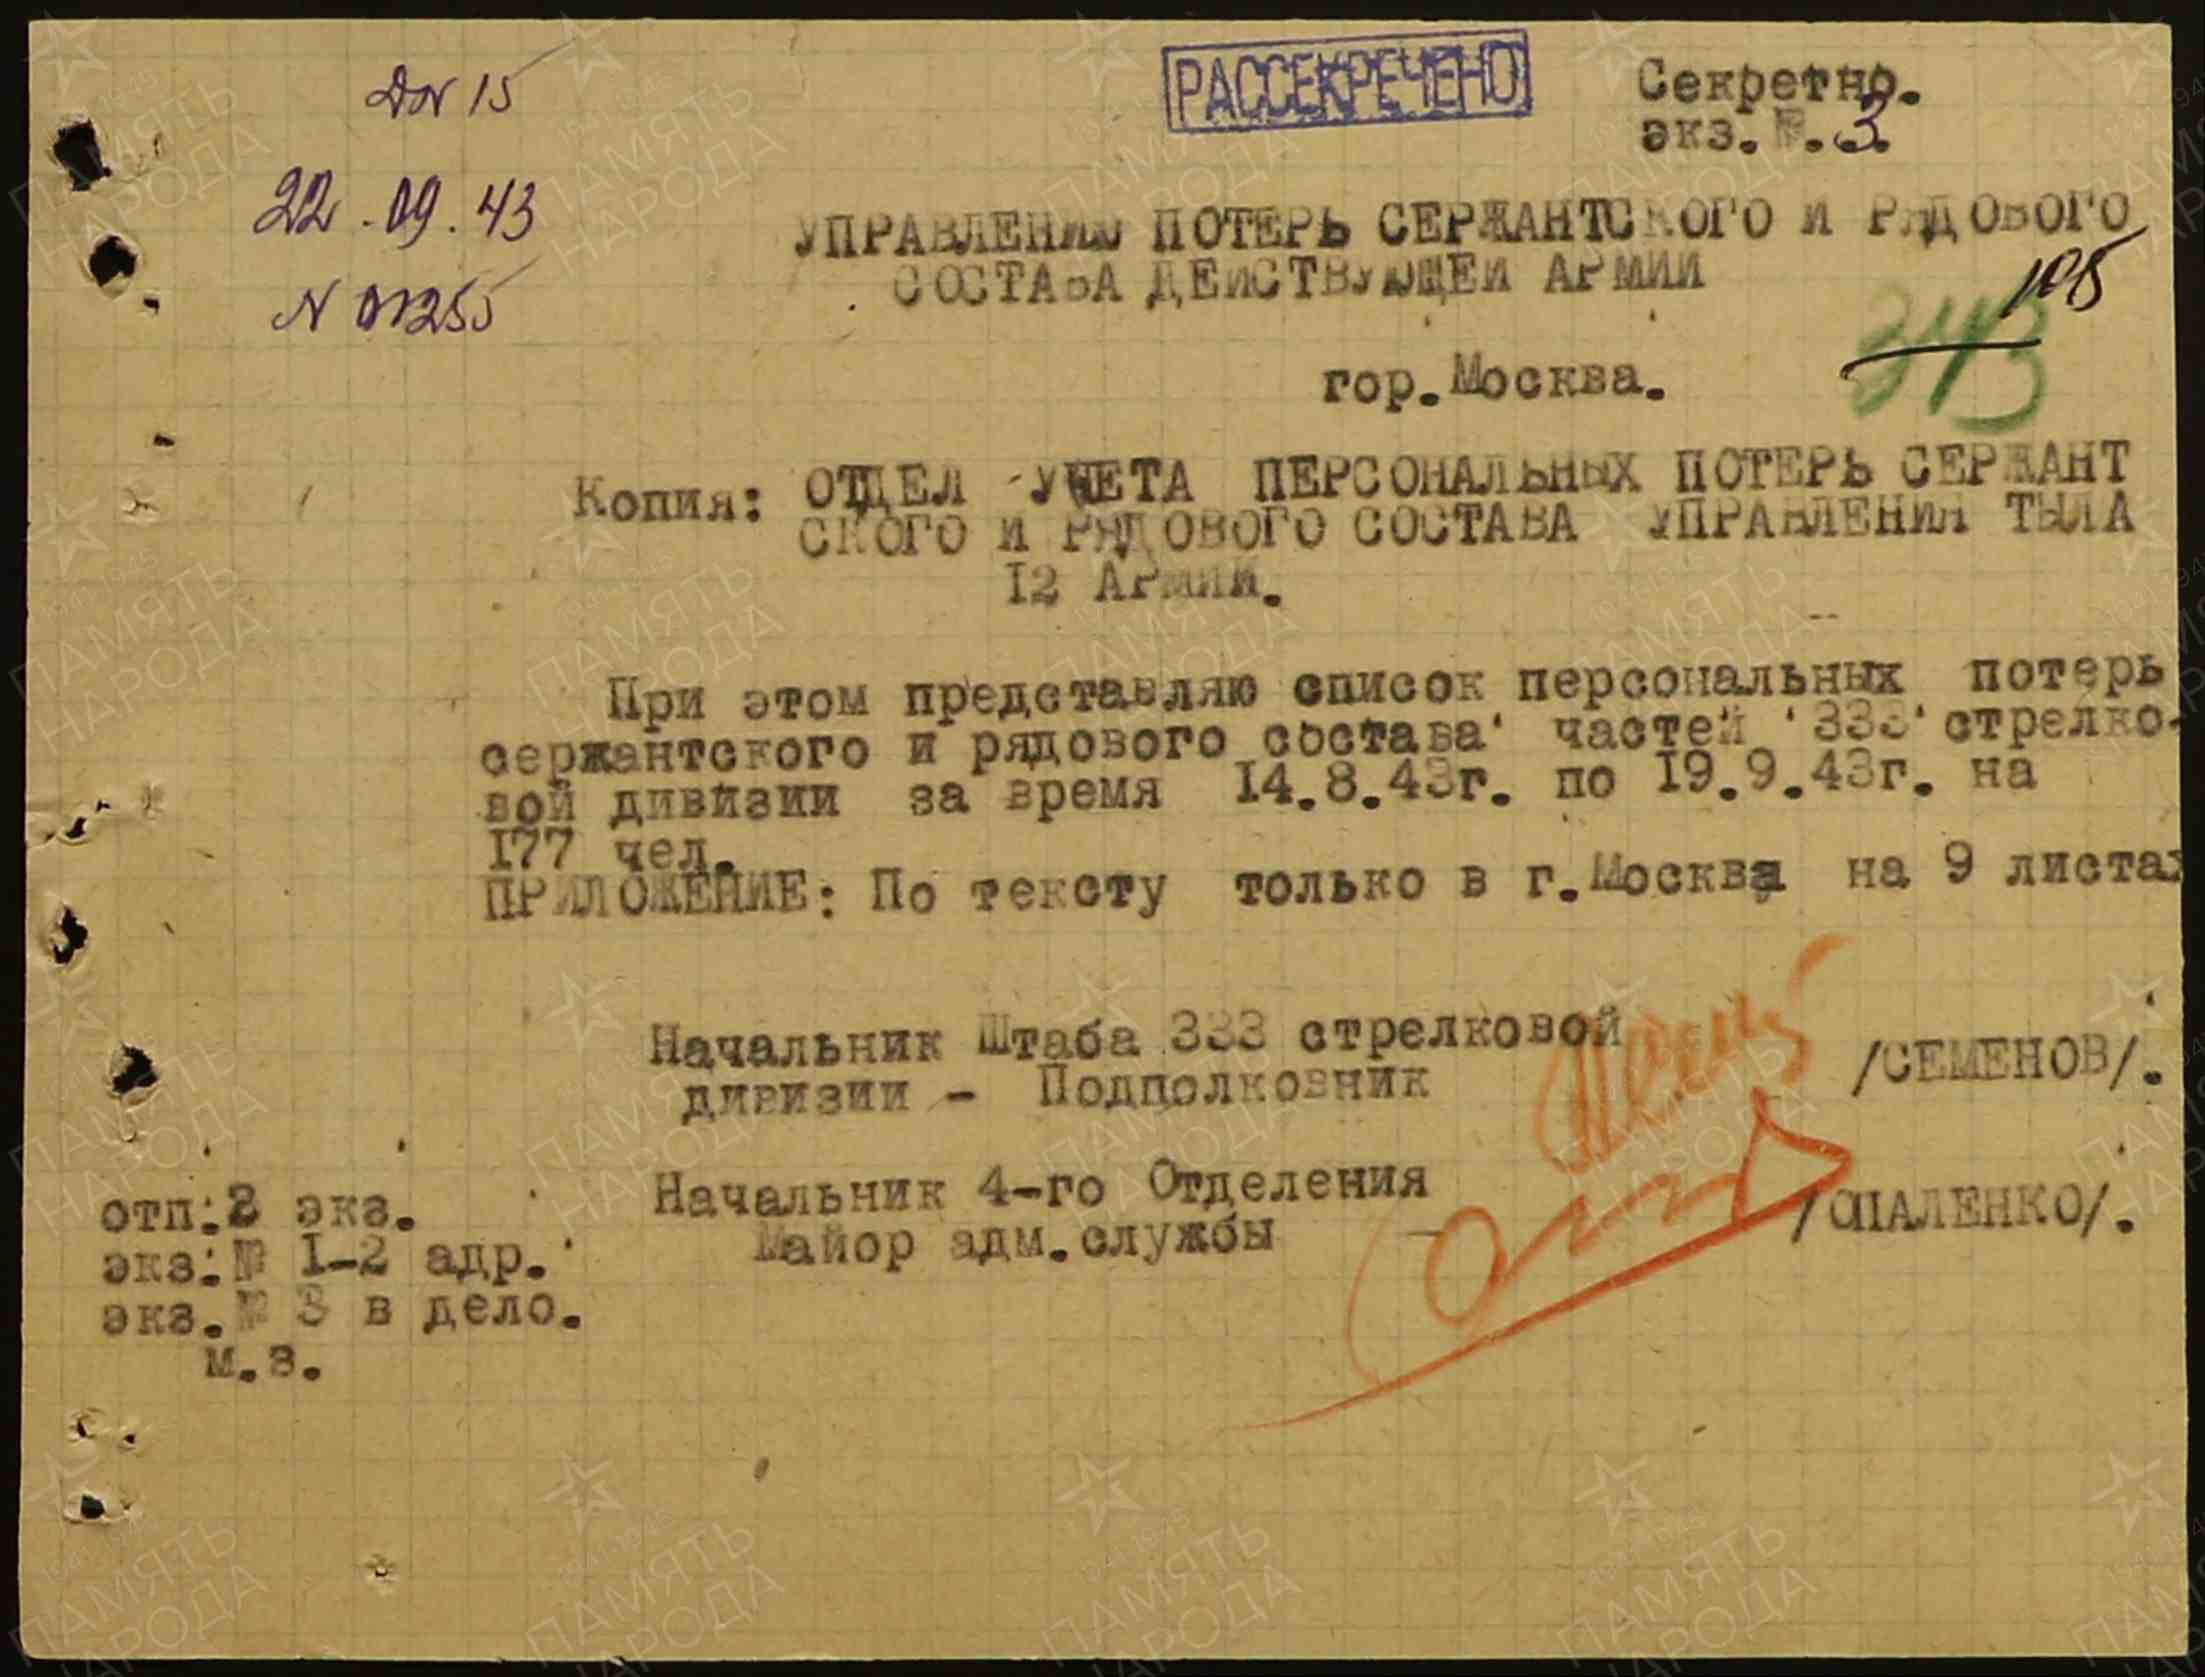 РАССЕКРЕЧЕНО
Секретно.
экз.№.3.
22.09.43
N 01255
УПРАВЛЕНИЮ ПОТЕРЬ СЕРЖАНТСКОГО И РЯДОВОГО
СОСТАВА ДЕЙСТВУЮЩЕЙ АРМИИ
105
343
гор.Москва.
Копия: ОТДЕЛ УЧЕТА ПЕРСОНАЛЬНЫХ ПОТЕРЬ СЕРЖАНТ
СКОГО И РЯДОВОГО СОСТАВА УПРАВЛЕНИЯ ТЫЛА
12 АРМИИ.
При этом представляю список персональных потерь
сержантского и рядового состава частей 333 стрелко-
вой дивизии за время 14.8.43г. по 19.9.43г. на
177 чел.
ПРИЛОЖЕНИЕ: По тексту только в г.Москва на 9 листах
Начальник Штаба 333 стрелковой
дивизии - Подполковник /СЕМЕНОВ/.
Начальник 4-го Отделения
Майор адм.службы - /ОПАЛЕНКО/.
отп.3 экз.
экз.№ 1-2 адр.
экз.№ 3 в дело.
м.з.
ПАМЯТЬ
НАРОДА